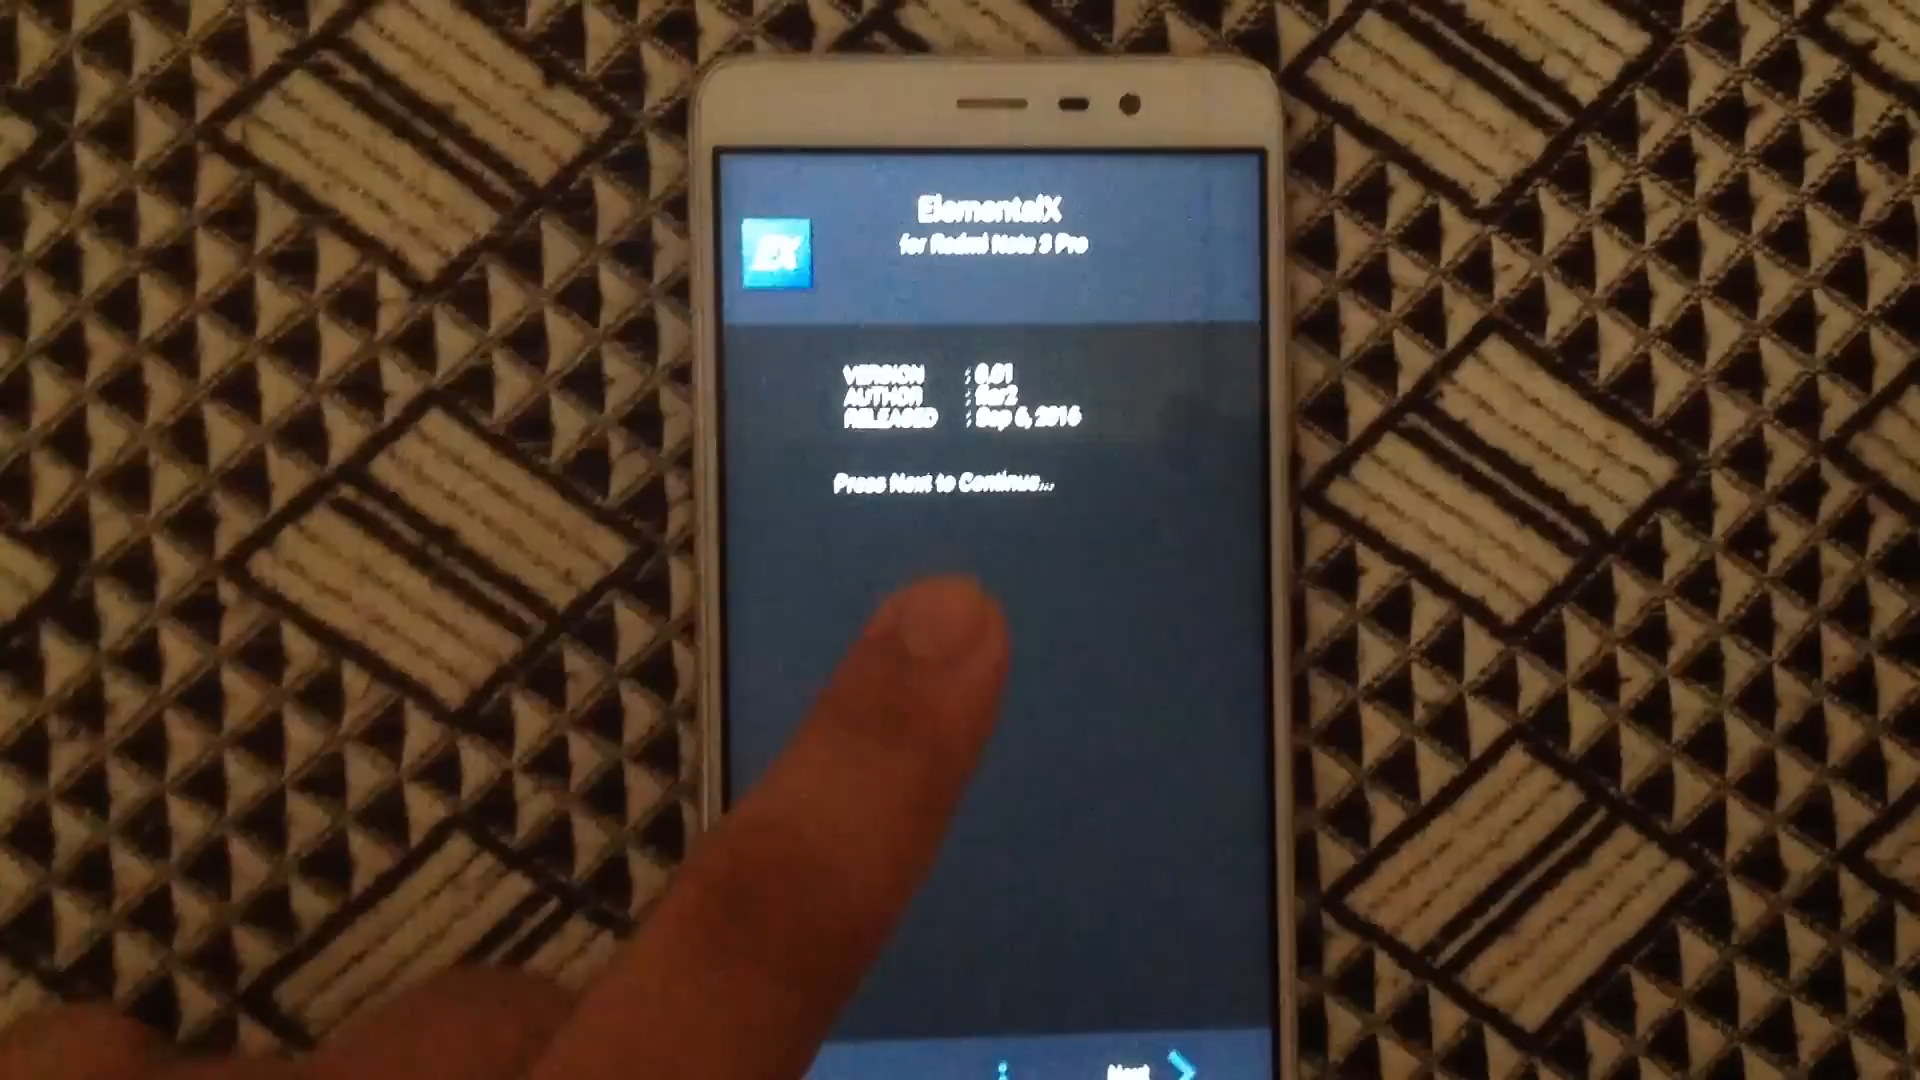 ElementalX
for Redmi Note 3 Pro
EX
VERSION : 0.01
AUTHOR :
RELEASED : Sep 6, 2016
Press Next to Continue...
Next